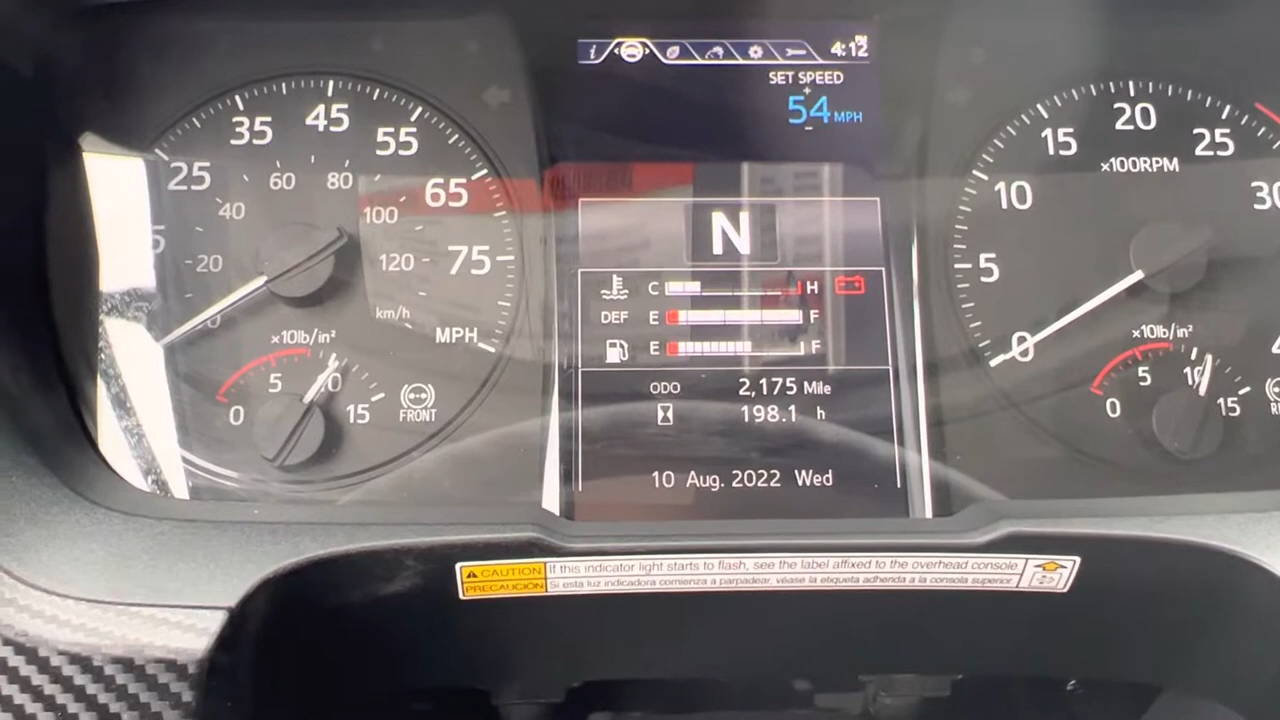 4:12 PM
SET SPEED
+
54 MPH
−
25 35 45 55 65 75
20 40 60 80 100 120
km/h
MPH
x10lb/in²
0 5 10 15
FRONT
N
C H
DEF E F
E F
ODO 2,175 Mile
198.1 h
10 Aug. 2022 Wed
0 5 10 15 20 25 30
x100RPM
x10lb/in²
0 5 10 15
CAUTION If this indicator light starts to flash, see the label affixed to the overhead console.
PRECAUCION Si esta luz indicadora comienza a parpadear, véase la etiqueta adherida a la consola superior